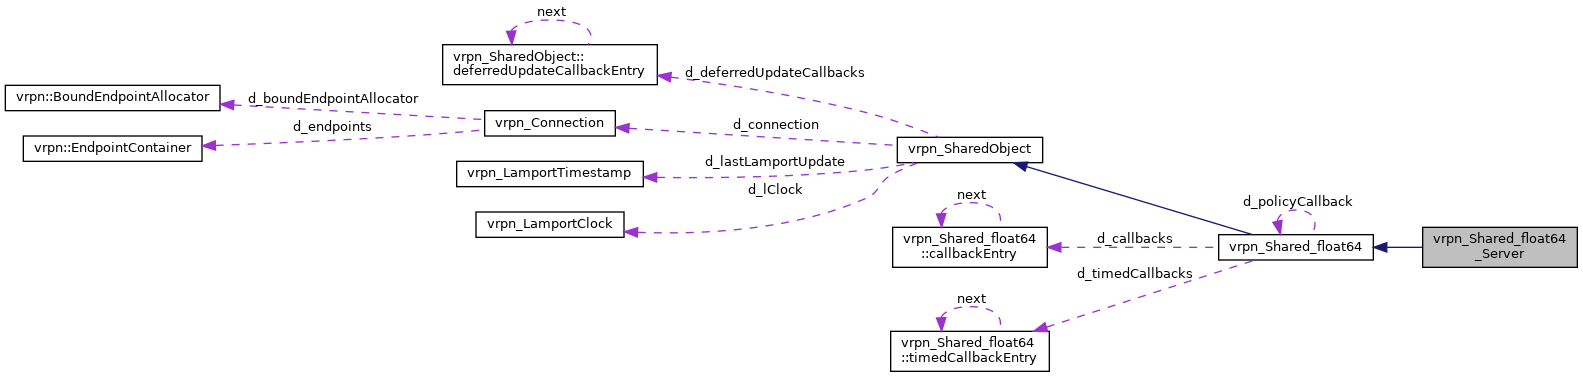 next
vrpn_SharedObject::
deferredUpdateCallbackEntry
d_deferredUpdateCallbacks
vrpn::BoundEndpointAllocator
d_boundEndpointAllocator
vrpn_Connection
d_connection
d_endpoints
vrpn::EndpointContainer
vrpn_SharedObject
d_lastLamportUpdate
vrpn_LamportTimestamp
d_lClock
vrpn_LamportClock
next
d_policyCallback
vrpn_Shared_float64
::callbackEntry
d_callbacks
vrpn_Shared_float64
vrpn_Shared_float64
_Server
d_timedCallbacks
next
vrpn_Shared_float64
::timedCallbackEntry